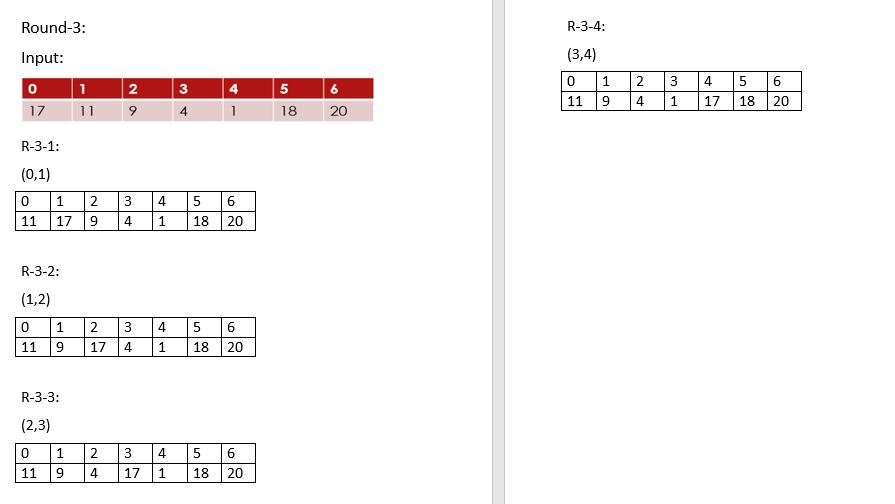 Round-3:
Input:
0 1 2 3 4 5 6
17 11 9 4 1 18 20
R-3-1:
(0,1)
0 1 2 3 4 5 6
11 17 9 4 1 18 20
R-3-2:
(1,2)
0 1 2 3 4 5 6
11 9 17 4 1 18 20
R-3-3:
(2,3)
0 1 2 3 4 5 6
11 9 4 17 1 18 20
R-3-4:
(3,4)
0 1 2 3 4 5 6
11 9 4 1 17 18 20